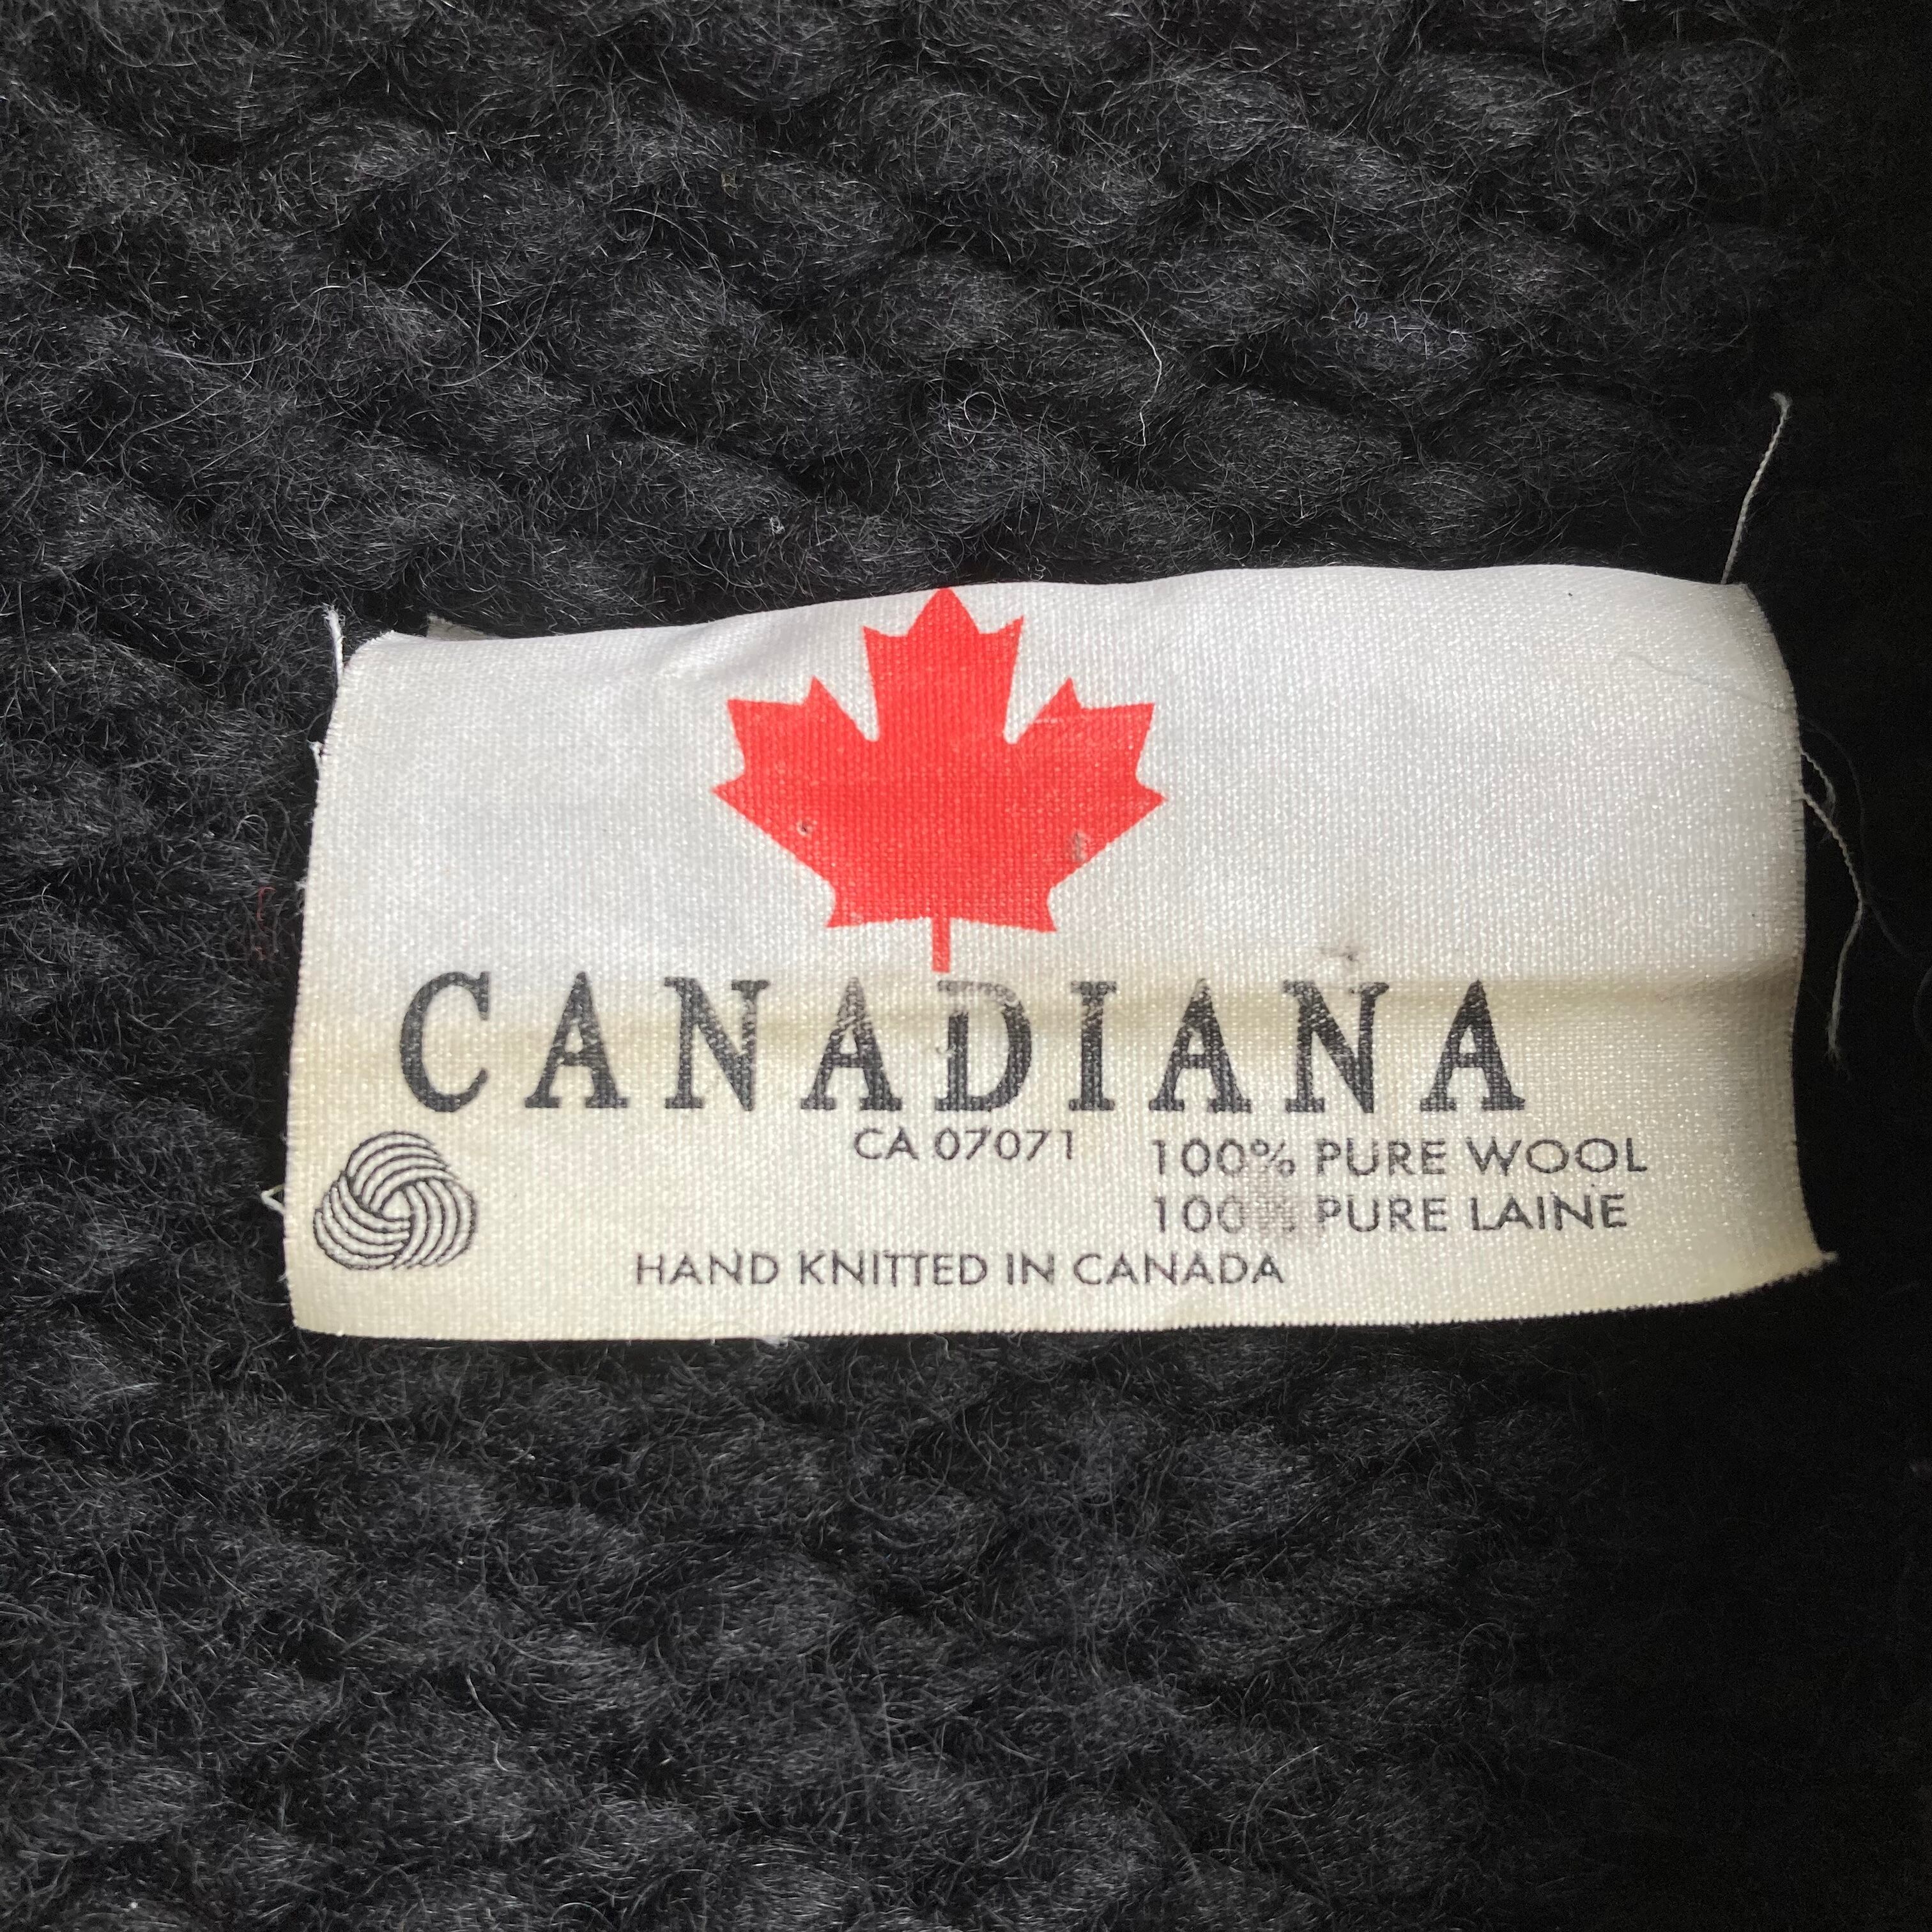 CANADIANA
CA 07071
100% PURE WOOL
100% PURE LAINE
HAND KNITTED IN CANADA